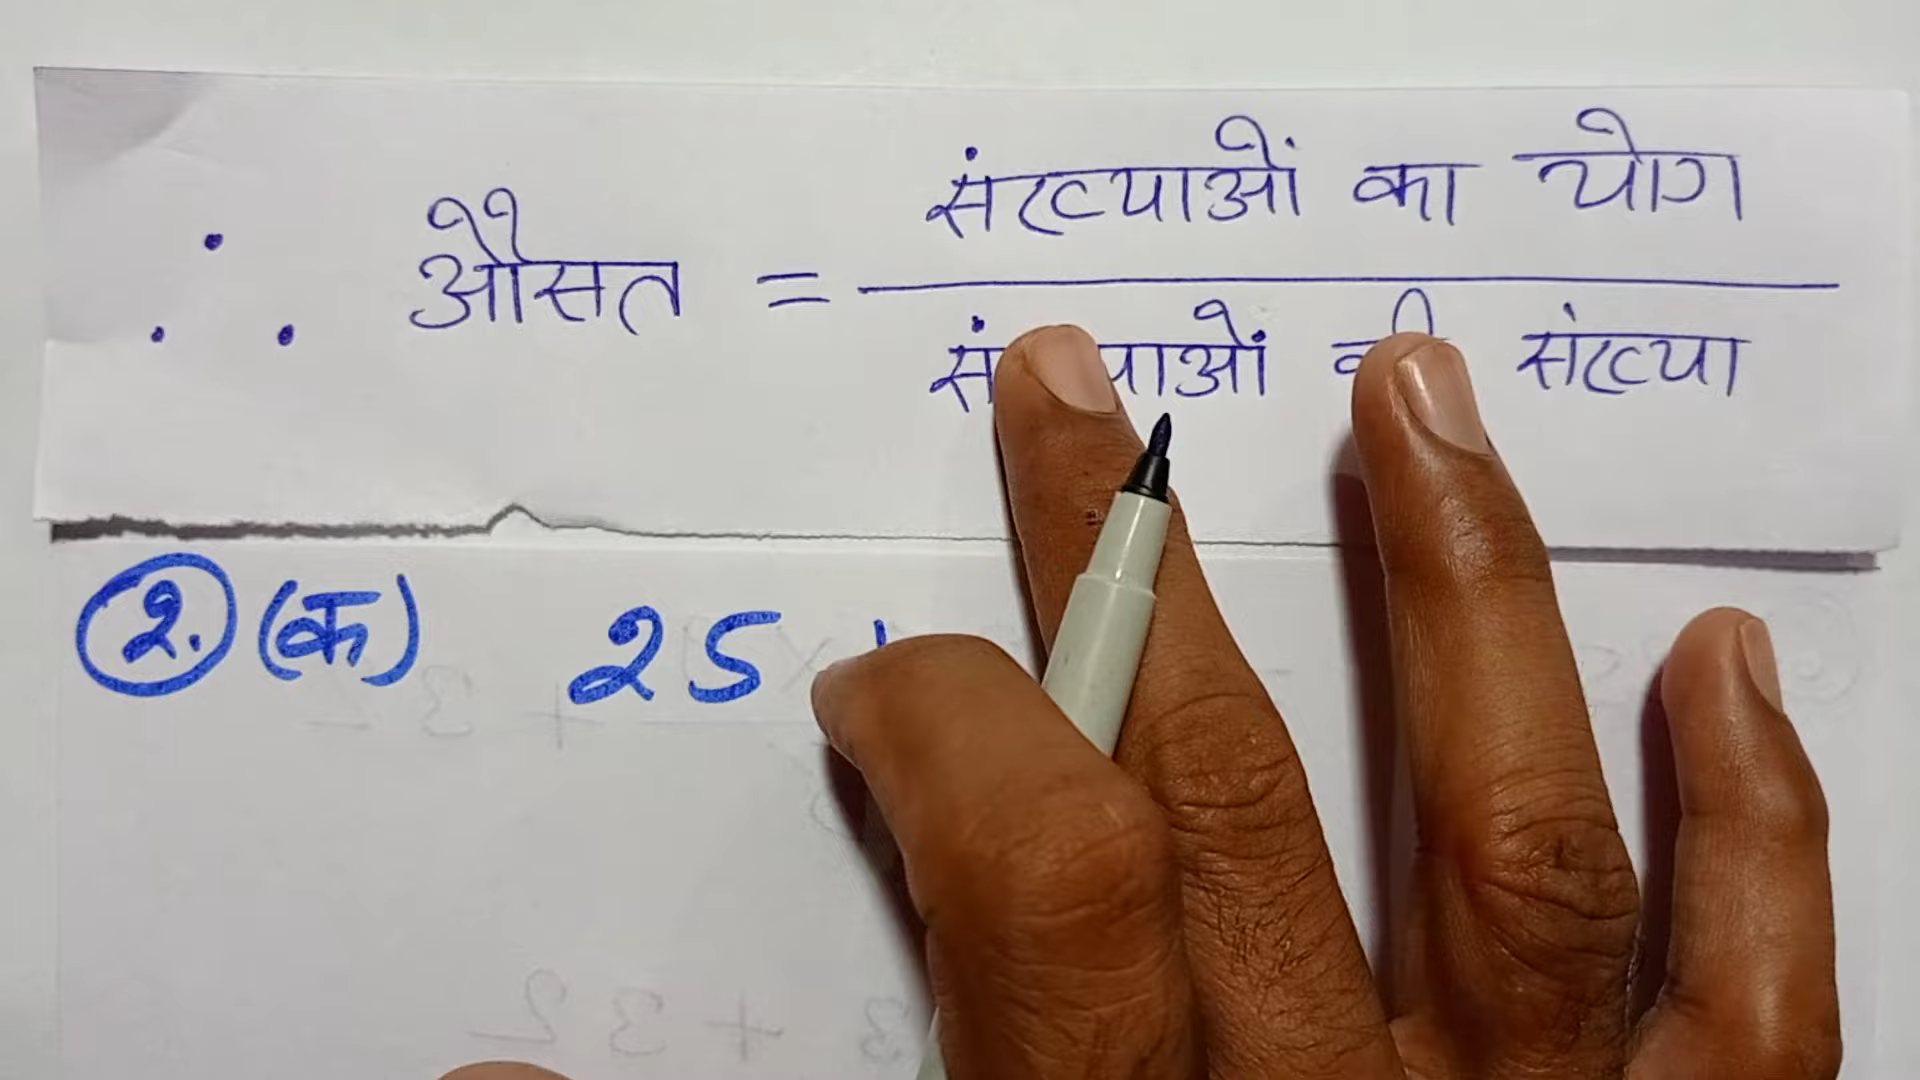 ∴ औसत = संख्याओं का योग
संख्याओं की संख्या
2. (क) 25